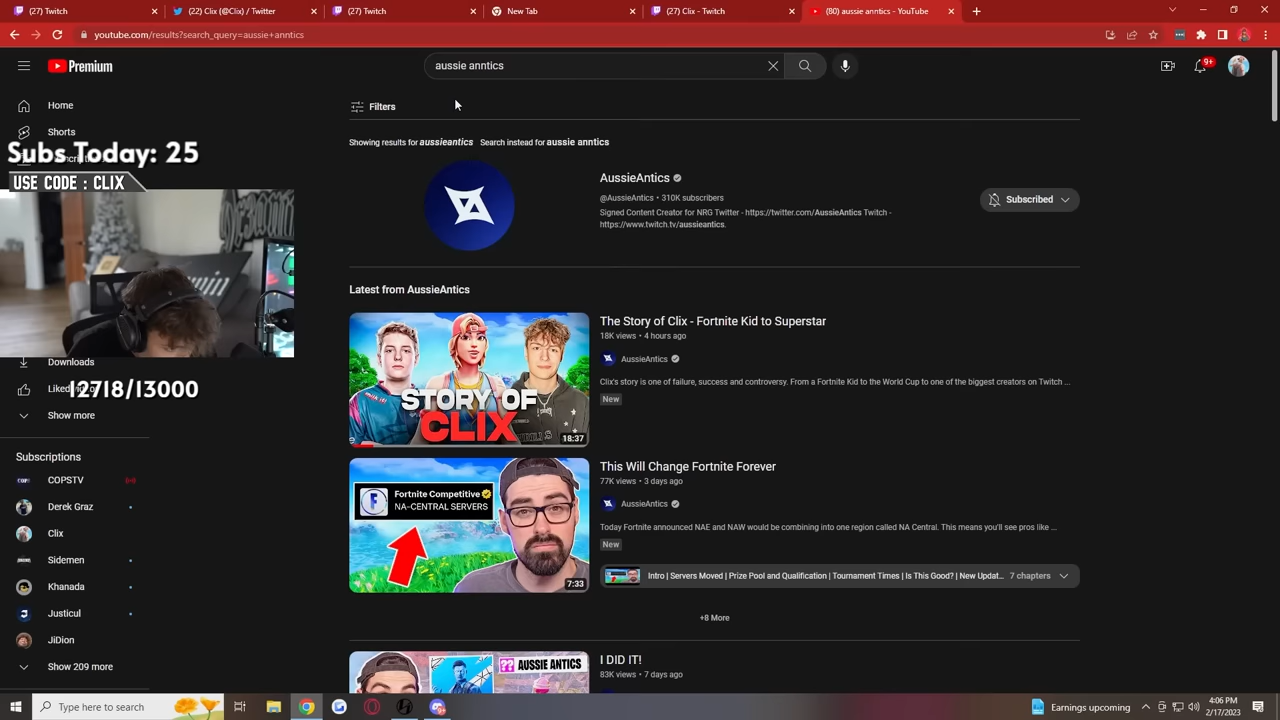 (27) Twitch
(22) Clix (@Clix) / Twitter
(27) Twitch
New Tab
(27) Clix - Twitch
(80) aussie anntics - YouTube
youtube.com/results?search_query=aussie+anntics
Premium
aussie anntics
9+
Home
Shorts
Subs Today: 25
USE CODE : CLIX
Downloads
12718/13000
Show more
Subscriptions
COPSTV
Derek Graz
Clix
Sidemen
Khanada
Justicul
JiDion
Show 209 more
Filters
Showing results for aussieantics Search instead for aussie anntics
AussieAntics
@AussieAntics • 310K subscribers
Signed Content Creator for NRG Twitter - https://twitter.com/AussieAntics Twitch -
https://www.twitch.tv/aussieantics.
Subscribed
Latest from AussieAntics
STORY OF
CLIX
18:37
The Story of Clix - Fortnite Kid to Superstar
18K views • 4 hours ago
AussieAntics
Clix's story is one of failure, success and controversy. From a Fortnite Kid to the World Cup to one of the biggest creators on Twitch ...
New
Fortnite Competitive
NA-CENTRAL SERVERS
7:33
This Will Change Fortnite Forever
77K views • 3 days ago
AussieAntics
Today Fortnite announced NAE and NAW would be combining into one region called NA Central. This means you'll see pros like ...
New
Intro | Servers Moved | Prize Pool and Qualification | Tournament Times | Is This Good? | New Updat... 7 chapters
+8 More
?? AUSSIE ANTICS
I DID IT!
83K views • 7 days ago
Type here to search
Earnings upcoming
4:06 PM
2/17/2023